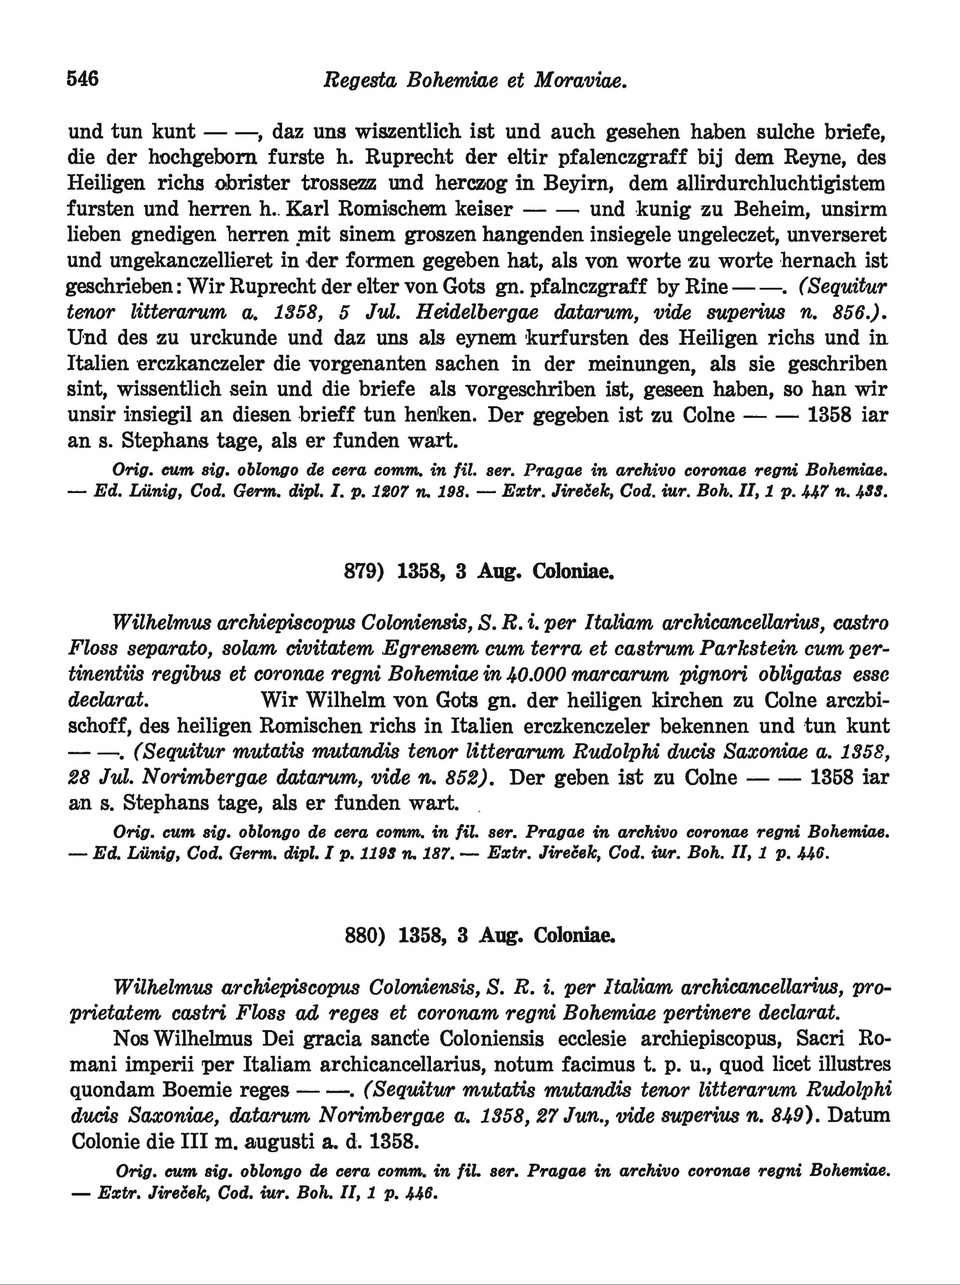 546
Regesta Bohemiae et Moraviae.
und tun kunt — —, daz uns wiszentlich ist und auch gesehen haben sulche briefe,
die der hochgeborn furste h. Ruprecht der eltir pfalenczgraff bij dem Reyne, des
Heiligen richs obrister trossezz und herczog in Beyirn, dem allirdurchluchtigistem
fursten und herren h. Karl Romischem keiser — — und kunig zu Beheim, unsirm
lieben gnedigen herren mit sinem groszen hangenden insiegele ungeleczet, unverseret
und ungekanczellieret in der formen gegeben hat, als von worte zu worte hernach ist
geschrieben: Wir Ruprecht der elter von Gots gn. pfalnczgraff by Rine — —. (Sequitur
tenor litterarum a. 1358, 5 Jul. Heidelbergae datarum, vide superius n. 856.).
Und des zu urckunde und daz uns als eynem kurfursten des Heiligen richs und in
Italien erczkanczeler die vorgenanten sachen in der meinungen, als sie geschriben
sint, wissentlich sein und die briefe als vorgeschriben ist, geseen haben, so han wir
unsir insiegil an diesen brieff tun henken. Der gegeben ist zu Colne — — 1358 iar
an s. Stephans tage, als er funden wart.
Orig. cum sig. oblongo de cera comm. in fil. ser. Pragae in archivo coronae regni Bohemiae.
— Ed. Lünig, Cod. Germ. dipl. I. p. 1207 n. 198. — Extr. Jireček, Cod. iur. Boh. II, 1 p. 447 n. 433.
879) 1358, 3 Aug. Coloniae.
Wilhelmus archiepiscopus Coloniensis, S. R. i. per Italiam archicancellarius, castro
Floss separato, solam civitatem Egrensem cum terra et castrum Parkstein cum per-
tinentiis regibus et coronae regni Bohemiae in 40.000 marcarum pignori obligatas esse
declarat. Wir Wilhelm von Gots gn. der heiligen kirchen zu Colne arczbi-
schoff, des heiligen Romischen richs in Italien erczkenczeler bekennen und tun kunt
— —. (Sequitur mutatis mutandis tenor litterarum Rudolphi ducis Saxoniae a. 1358,
28 Jul. Norimbergae datarum, vide n. 852). Der geben ist zu Colne — — 1358 iar
an s. Stephans tage, als er funden wart.
Orig. cum sig. oblongo de cera comm. in fil. ser. Pragae in archivo coronae regni Bohemiae.
— Ed. Lünig, Cod. Germ. dipl. I p. 1193 n. 187. — Extr. Jireček, Cod. iur. Boh. II, 1 p. 446.
880) 1358, 3 Aug. Coloniae.
Wilhelmus archiepiscopus Coloniensis, S. R. i. per Italiam archicancellarius, pro-
prietatem castri Floss ad reges et coronam regni Bohemiae pertinere declarat.
Nos Wilhelmus Dei gracia sancte Coloniensis ecclesie archiepiscopus, Sacri Ro-
mani imperii per Italiam archicancellarius, notum facimus t. p. u., quod licet illustres
quondam Boemie reges — —. (Sequitur mutatis mutandis tenor litterarum Rudolphi
ducis Saxoniae, datarum Norimbergae a. 1358, 27 Jun., vide superius n. 849). Datum
Colonie die III m. augusti a. d. 1358.
Orig. cum sig. oblongo de cera comm. in fil. ser. Pragae in archivo coronae regni Bohemiae.
— Extr. Jireček, Cod. iur. Boh. II, 1 p. 446.